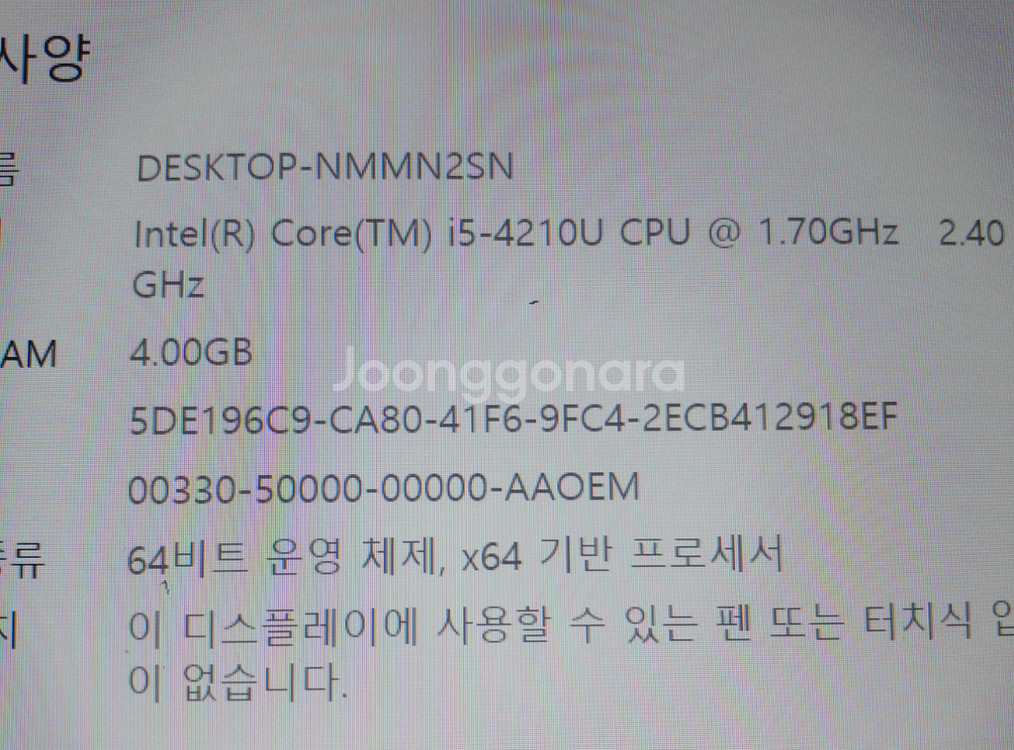 사양
름
DESKTOP-NMMN2SN
Intel(R) Core(TM) i5-4210U CPU @ 1.70GHz 2.40
GHz
AM 4.00GB
Joonggonara
5DE196C9-CA80-41F6-9FC4-2ECB412918EF
00330-50000-00000-AAOEM
류 64비트 운영 체제, x64 기반 프로세서
이 디스플레이에 사용할 수 있는 펜 또는 터치식
이 없습니다.